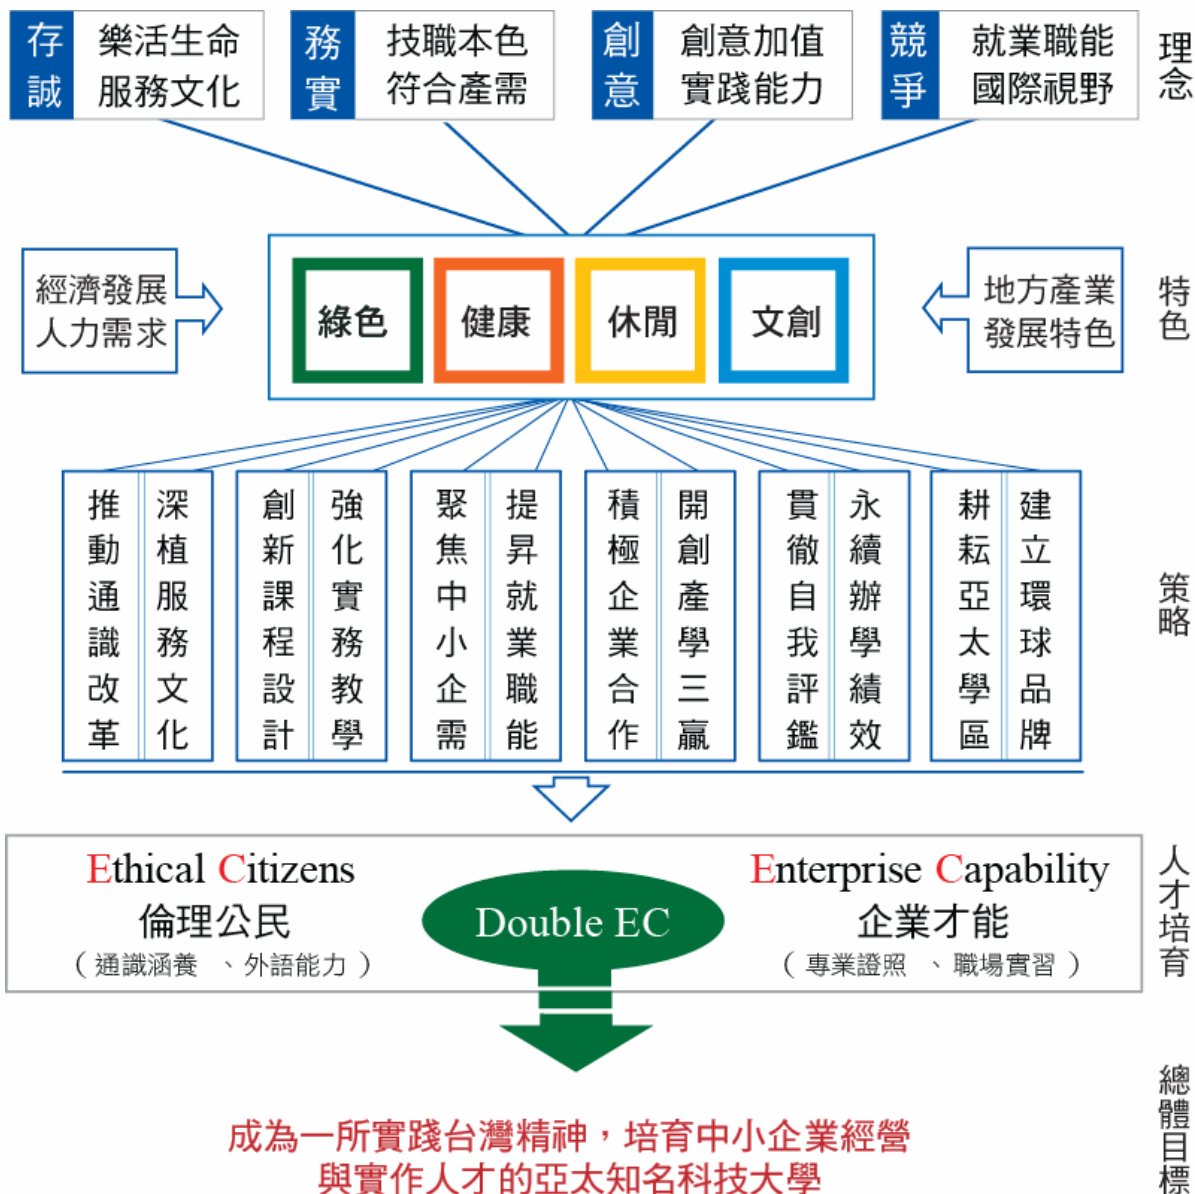 存誠
樂活生命
服務文化
務實
技職本色
符合產需
創意
創意加值
實踐能力
競爭
就業職能
國際視野
理念
經濟發展
人力需求
綠色
健康
休閒
文創
地方產業
發展特色
特色
推動通識改革
深植服務文化
創新課程設計
強化實務教學
聚焦中小企需
提昇就業職能
積極企業合作
開創產學三贏
貫徹自我評鑑
永續辦學績效
耕耘亞太學區
建立環球品牌
策略
Ethical Citizens
倫理公民
（通識涵養 、外語能力）
Double EC
Enterprise Capability
企業才能
（專業證照 、職場實習）
人才培育
成為一所實踐台灣精神，培育中小企業經營
與實作人才的亞太知名科技大學
總體目標